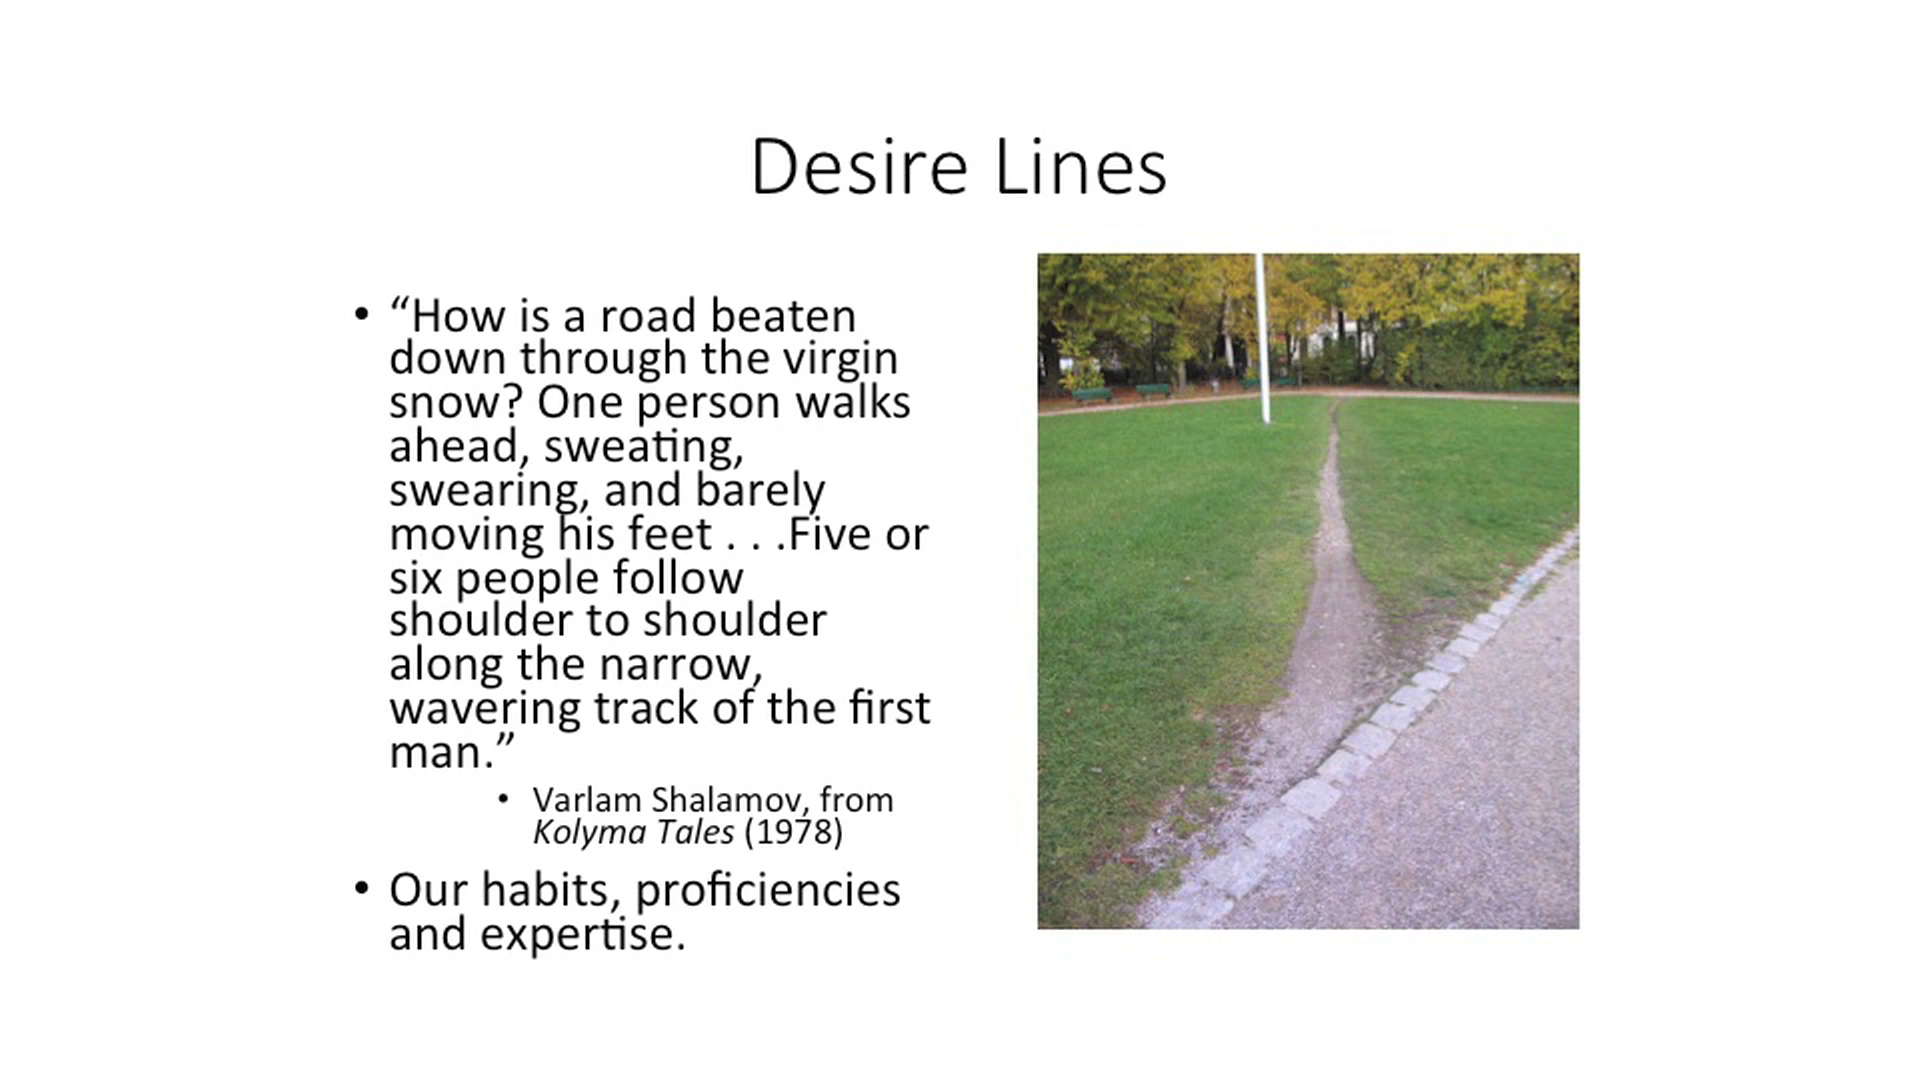 Desire Lines
• “How is a road beaten
down through the virgin
snow? One person walks
ahead, sweating,
swearing, and barely
moving his feet . . .Five or
six people follow
shoulder to shoulder
along the narrow,
wavering track of the first
man.”
• Varlam Shalamov, from
Kolyma Tales (1978)
• Our habits, proficiencies
and expertise.